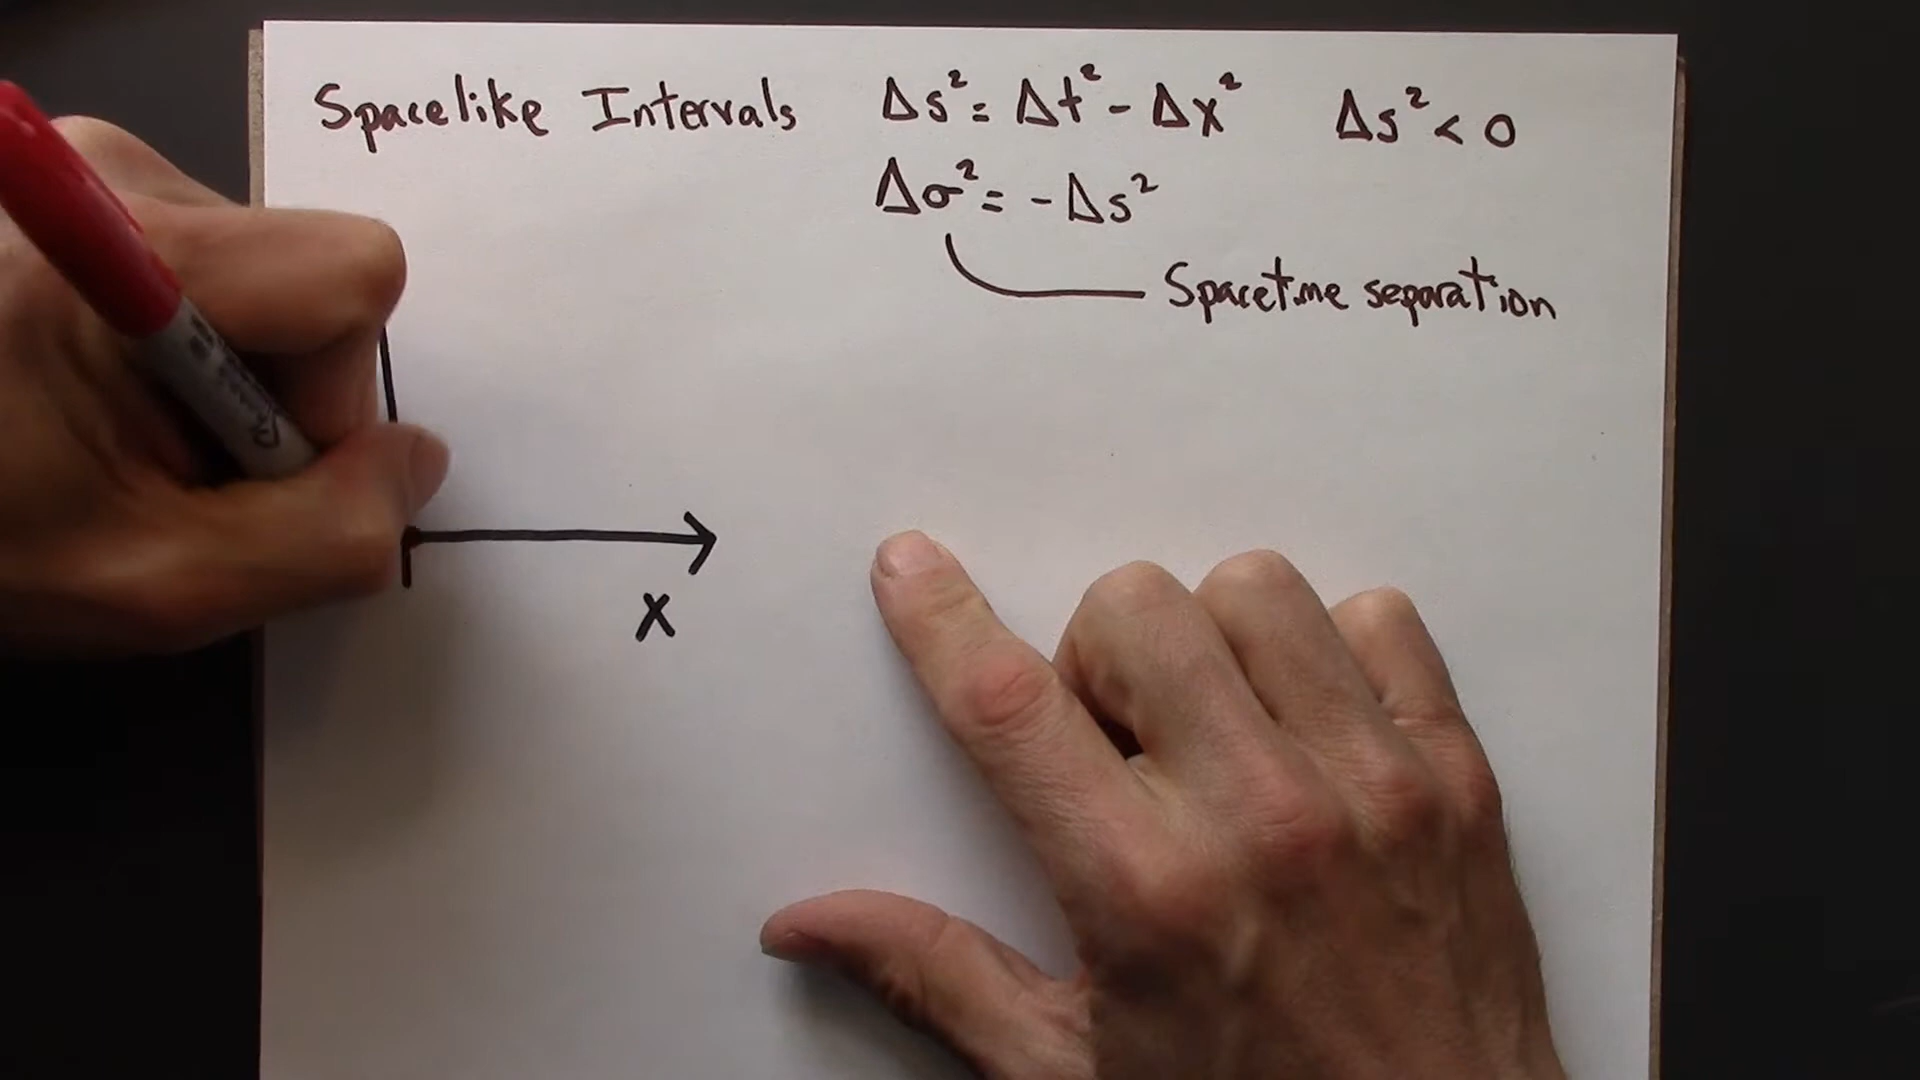 Spacelike Intervals Δs² = Δt² - Δx² Δs² < 0
Δσ² = -Δs²
Spacetime separation
x